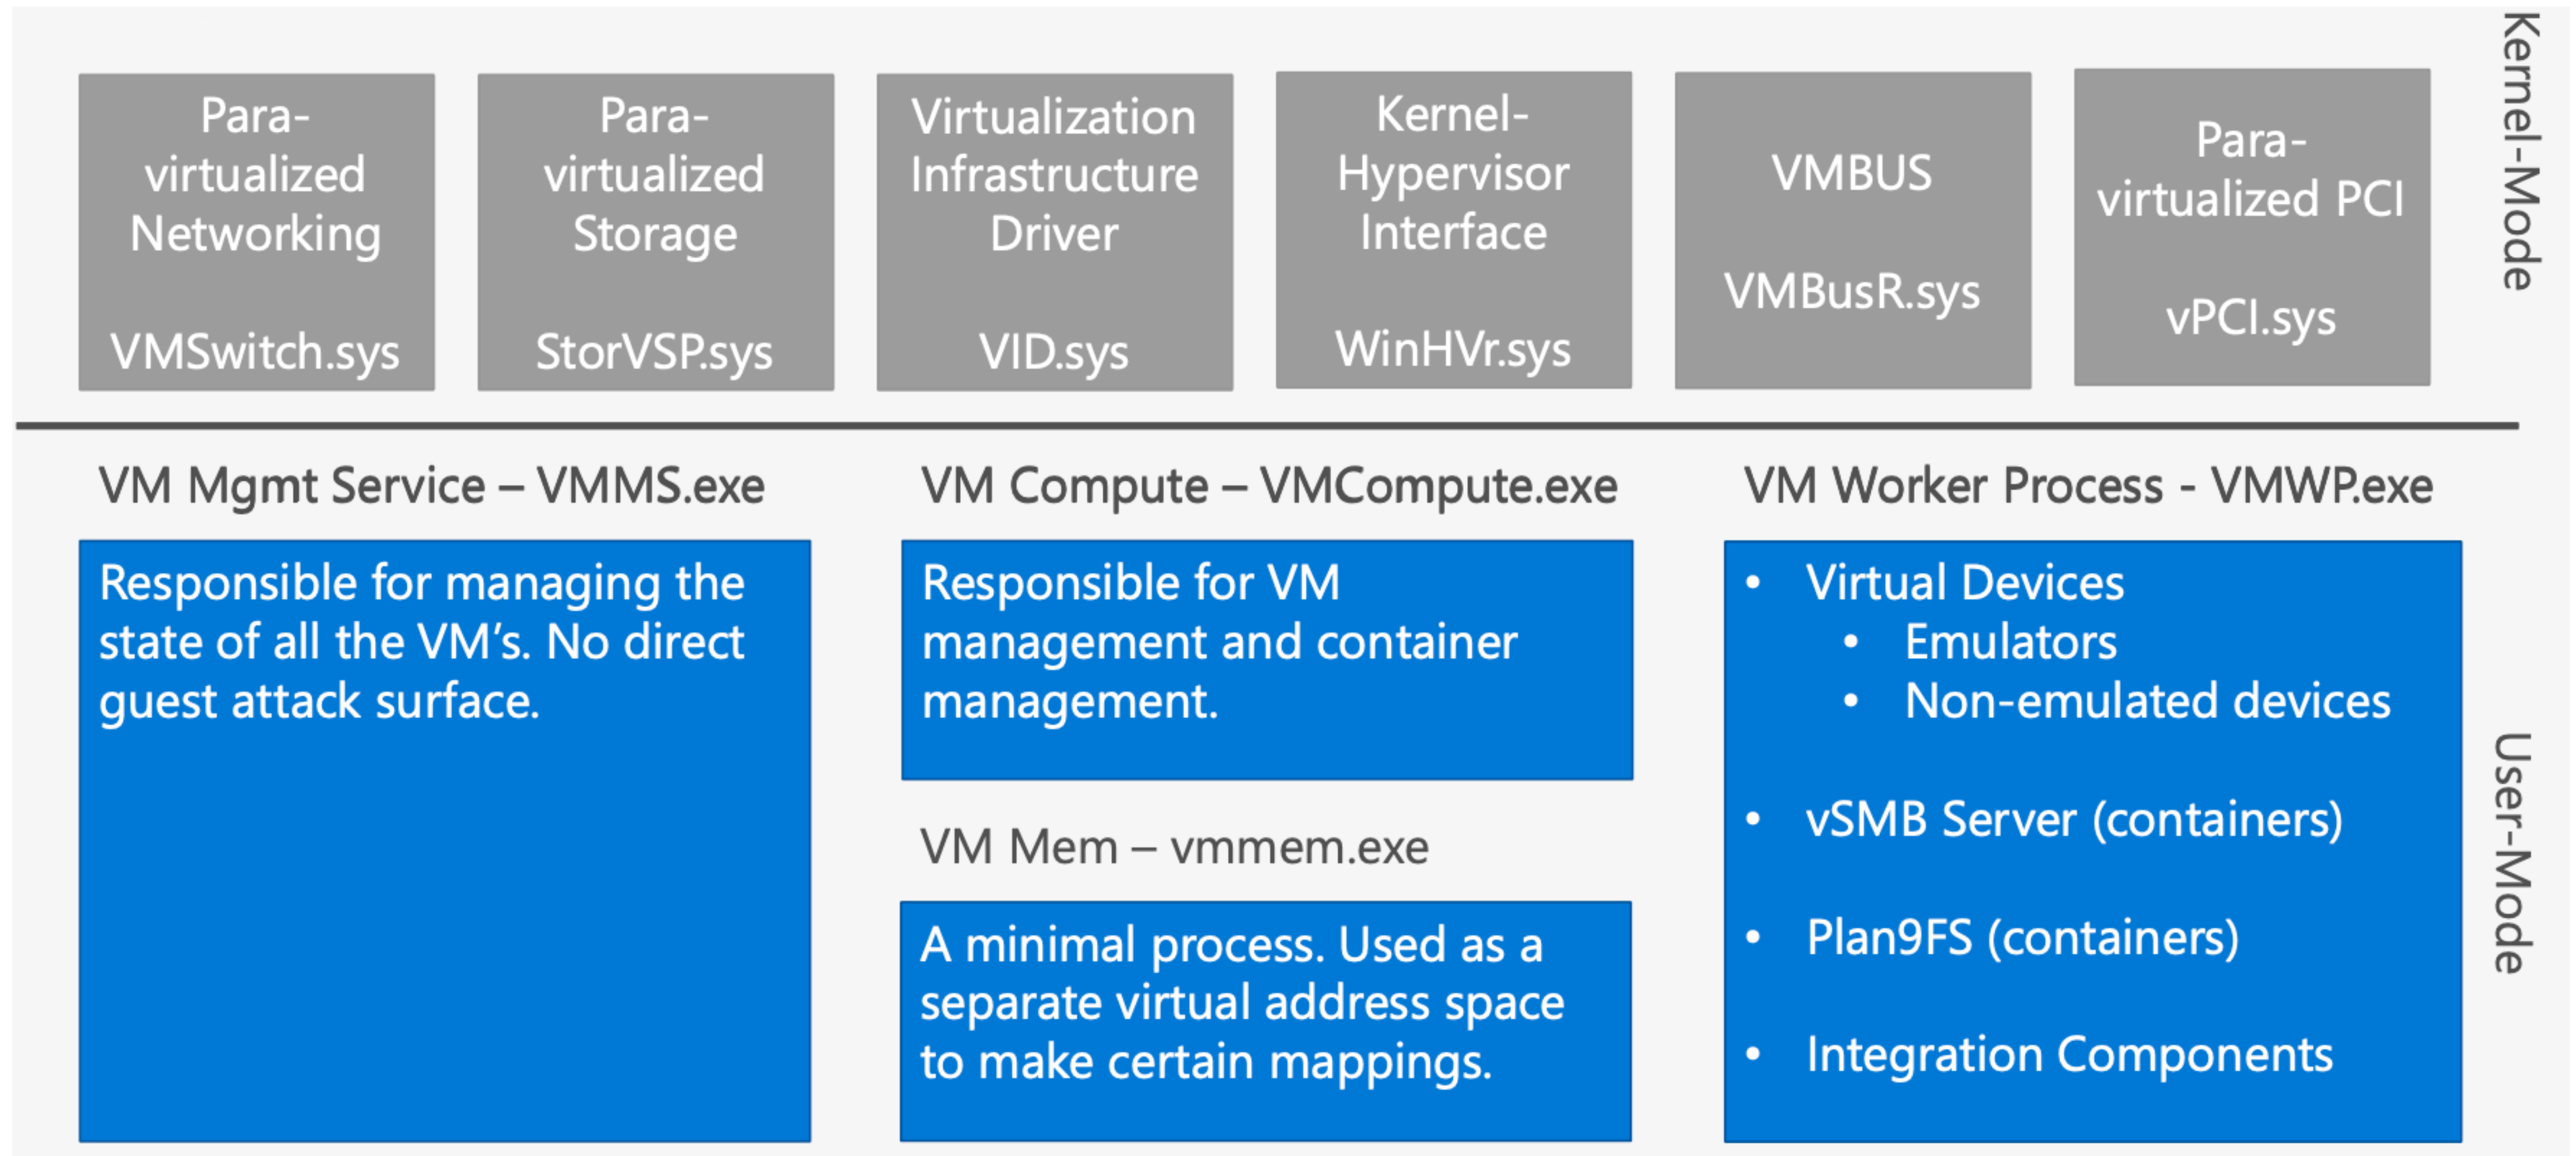 Para-
virtualized
Networking
VMSwitch.sys
Para-
virtualized
Storage
StorVSP.sys
Virtualization
Infrastructure
Driver
VID.sys
Kernel-
Hypervisor
Interface
WinHVr.sys
VMBUS
VMBusR.sys
Para-
virtualized PCI
vPCI.sys
Kernel-Mode
VM Mgmt Service – VMMS.exe
Responsible for managing the
state of all the VM’s. No direct
guest attack surface.
VM Compute – VMCompute.exe
Responsible for VM
management and container
management.
VM Mem – vmmem.exe
A minimal process. Used as a
separate virtual address space
to make certain mappings.
VM Worker Process - VMWP.exe
• Virtual Devices
• Emulators
• Non-emulated devices
• vSMB Server (containers)
• Plan9FS (containers)
• Integration Components
User-Mode